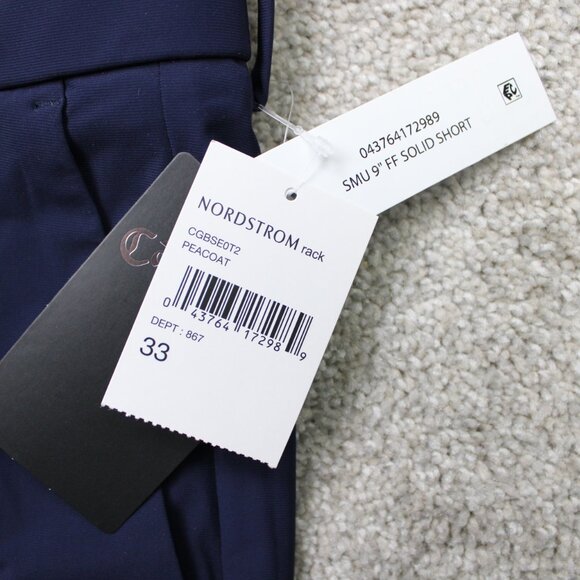 043764172989
SMU 9" FF SOLID SHORT
NORDSTROM rack
CGBSE0T2
PEACOAT
0 43764 17298 9
DEPT : 867
33